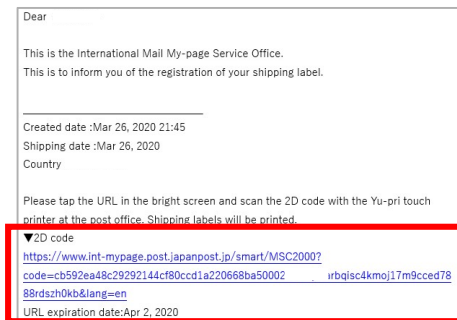 Dear
This is the International Mail My-page Service Office.
This is to inform you of the registration of your shipping label.
Created date :Mar 26, 2020 21:45
Shipping date :Mar 26, 2020
Country
Please tap the URL in the bright screen and scan the 2D code with the Yu-pri touch
printer at the post office. Shipping labels will be printed.
▼2D code
https://www.int-mypage.post.japanpost.jp/smart/MSC2000?
code=cb592ea48c29292144cf80ccd1a220668ba50002 rbqisc4kmoj17m9cced78
88rdszh0kb&lang=en
URL expiration date:Apr 2, 2020